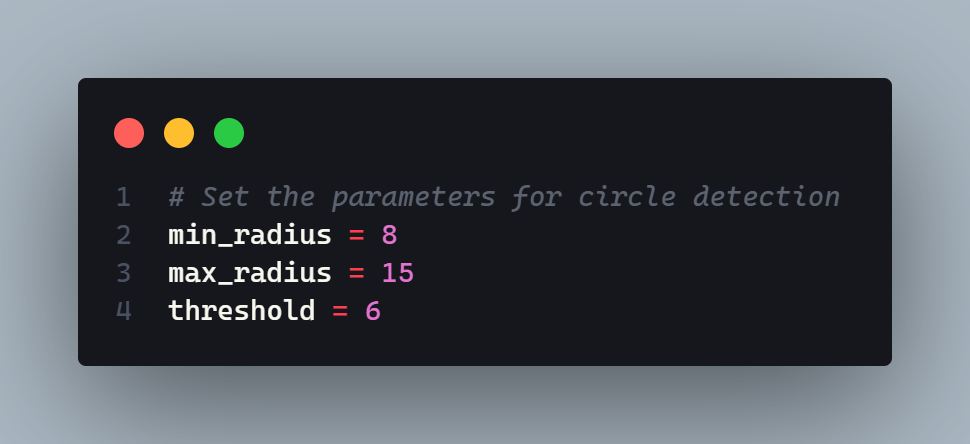 1 # Set the parameters for circle detection
2 min_radius = 8
3 max_radius = 15
4 threshold = 6